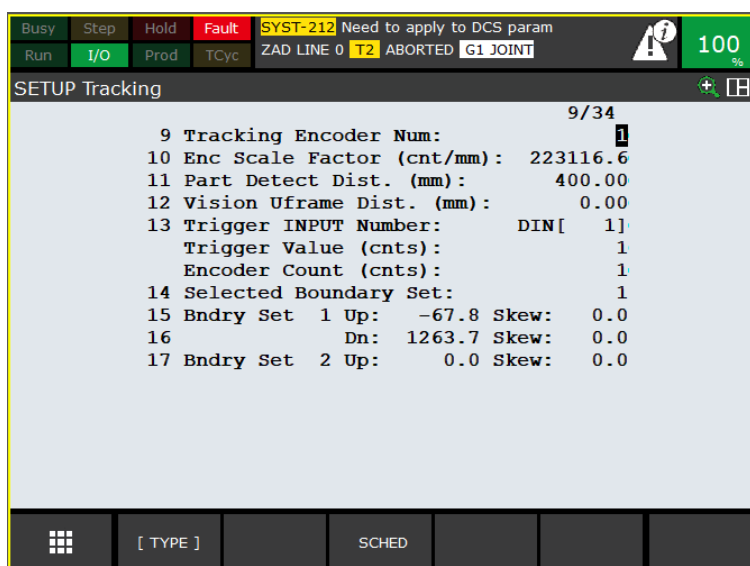 Busy Step Hold Fault SYST-212 Need to apply to DCS param
Run I/O Prod TCyc ZAD LINE 0 T2 ABORTED G1 JOINT 100 %
SETUP Tracking
9/34
9 Tracking Encoder Num: 1
10 Enc Scale Factor (cnt/mm): 223116.6
11 Part Detect Dist. (mm): 400.00
12 Vision Uframe Dist. (mm): 0.00
13 Trigger INPUT Number: DIN[ 1]
Trigger Value (cnts): 1
Encoder Count (cnts): 1
14 Selected Boundary Set: 1
15 Bndry Set 1 Up: -67.8 Skew: 0.0
16 Dn: 1263.7 Skew: 0.0
17 Bndry Set 2 Up: 0.0 Skew: 0.0
[ TYPE ] SCHED